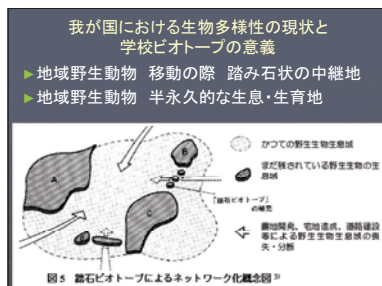 我が国における生物多様性の現状と
学校ビオトープの意義
►地域野生動物 移動の際 踏み石状の中継地
►地域野生動物 半永久的な生息・生育地
A
B
C
かつての野生生物生息域
まだ残されている野生生物の生
息域
「踏石ビオトープ」
の補完
農地開発、宅地造成、道路建設
等による野生生物生息域の喪
失・分断
図5 踏石ビオトープによるネットワーク化概念図